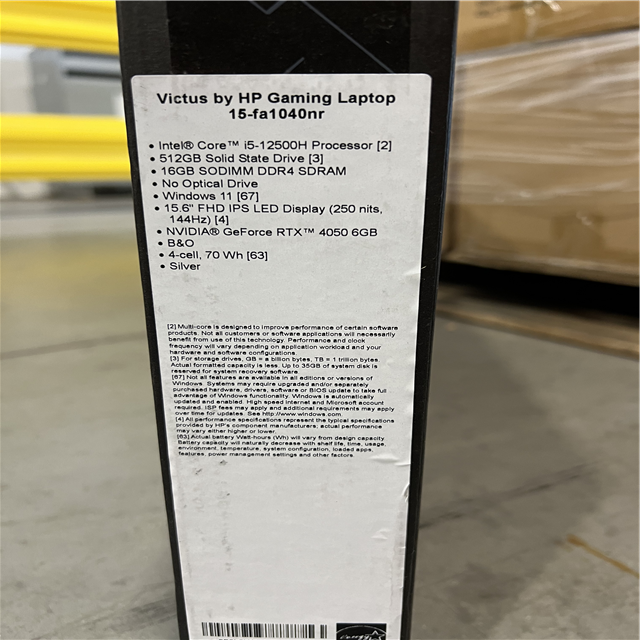 Victus by HP Gaming Laptop
15-fa1040nr
• Intel® Core™ i5-12500H Processor [2]
• 512GB Solid State Drive [3]
• 16GB SODIMM DDR4 SDRAM
• No Optical Drive
• Windows 11 [67]
• 15.6" FHD IPS LED Display (250 nits,
144Hz) [4]
• NVIDIA® GeForce RTX™ 4050 6GB
• B&O
• 4-cell, 70 Wh [63]
• Silver
[2] Multi-core is designed to improve performance of certain software
products. Not all customers or software applications will necessarily
benefit from use of this technology. Performance and clock
frequency will vary depending on application workload and your
hardware and software configurations.
[3] For storage drives, GB = a billion bytes, TB = 1 trillion bytes.
Actual formatted capacity is less. Up to 35GB of system disk is
reserved for system recovery software.
[67] Not all features are available in all editions or versions of
Windows. Systems may require upgraded and/or separately
purchased hardware, drivers, software or BIOS update to take full
advantage of Windows functionality. Windows is automatically
updated and enabled. High speed internet and Microsoft account
required. ISP fees may apply and additional requirements may apply
over time for updates. See http://www.windows.com.
[4] All performance specifications represent the typical specifications
provided by HP's component manufacturers; actual performance
may vary either higher or lower.
[63] Actual battery Watt-hours (Wh) will vary from design capacity.
Battery capacity will naturally decrease with shelf life, time, usage,
environment, temperature, system configuration, loaded apps,
features, power management settings and other factors.